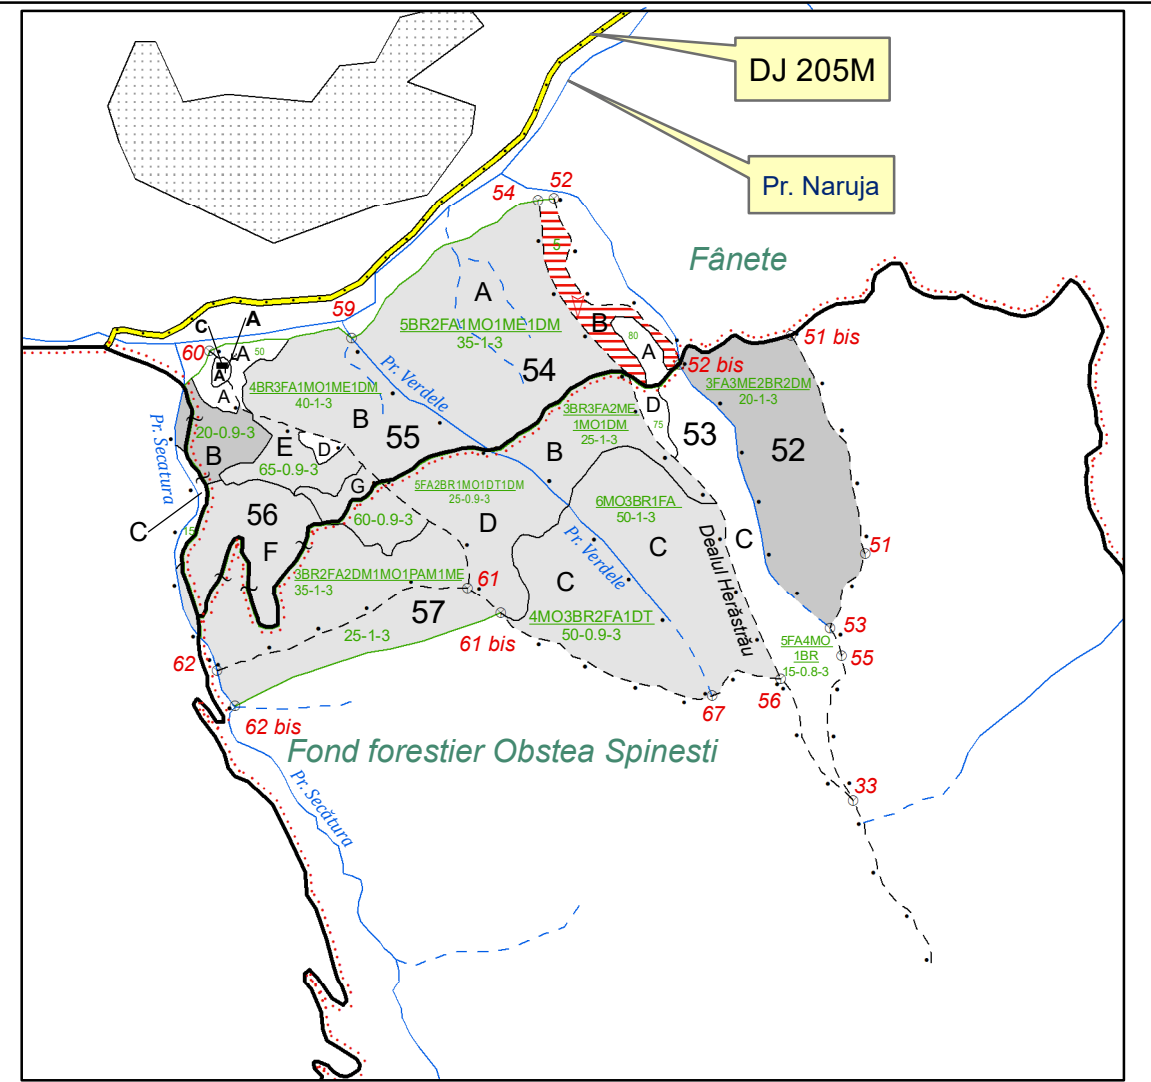 DJ 205M
Pr. Naruja
54
52
5
Fânete
A
5BR2FA1MO1ME1DM
35-1-3
54
B
80
A
51 bis
52 bis
59
C
A
60
A
50
A
A
4BR3FA1MO1ME1DM
40-1-3
Pr. Verdele
B
55
3FA3ME2BR2DM
20-1-3
52
3BR3FA2ME
1MO1DM
25-1-3
D
75
53
20-0.9-3
B
E
D
65-0.9-3
G
B
5FA2BR1MO1DT1DM
25-0.9-3
D
6MO3BR1FA
50-1-3
C
C
Pr. Secatura
C
15
56
F
60-0.9-3
Pr. Verdele
Dealul Herăstrău
51
3BR2FA2DM1MO1PAM1ME
35-1-3
61
57
C
4MO3BR2FA1DT
50-0.9-3
25-1-3
61 bis
53
5FA4MO
1BR
15-0.8-3
55
62
56
67
62 bis
Fond forestier Obstea Spinesti
Pr. Secătura
33